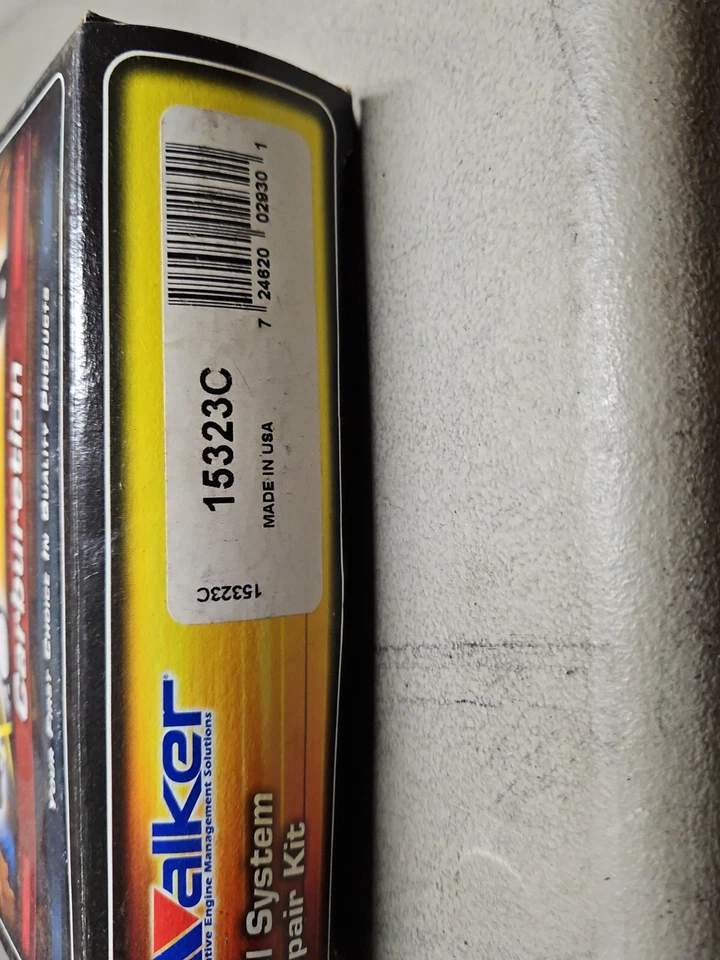 7 24620 02930 1
15323C
MADE IN USA
15323C
Walker®
tive Engine Management Solutions
l System
pair Kit
Carburetion
Your First Choice In Quality Products